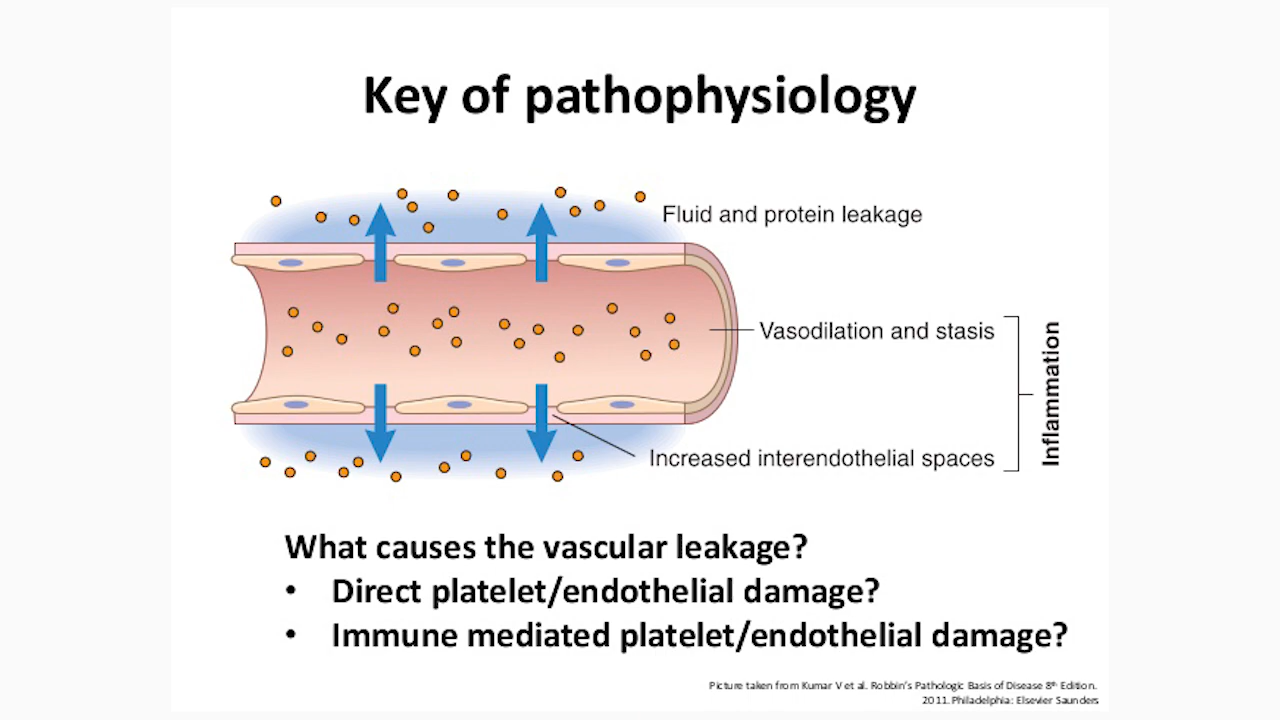 Key of pathophysiology
Fluid and protein leakage
Vasodilation and stasis
Increased interendothelial spaces
Inflammation
What causes the vascular leakage?
• Direct platelet/endothelial damage?
• Immune mediated platelet/endothelial damage?
Picture taken from Kumar V et al. Robbin's Pathologic Basis of Disease 8th Edition.
2011. Philadelphia: Elsevier Saunders